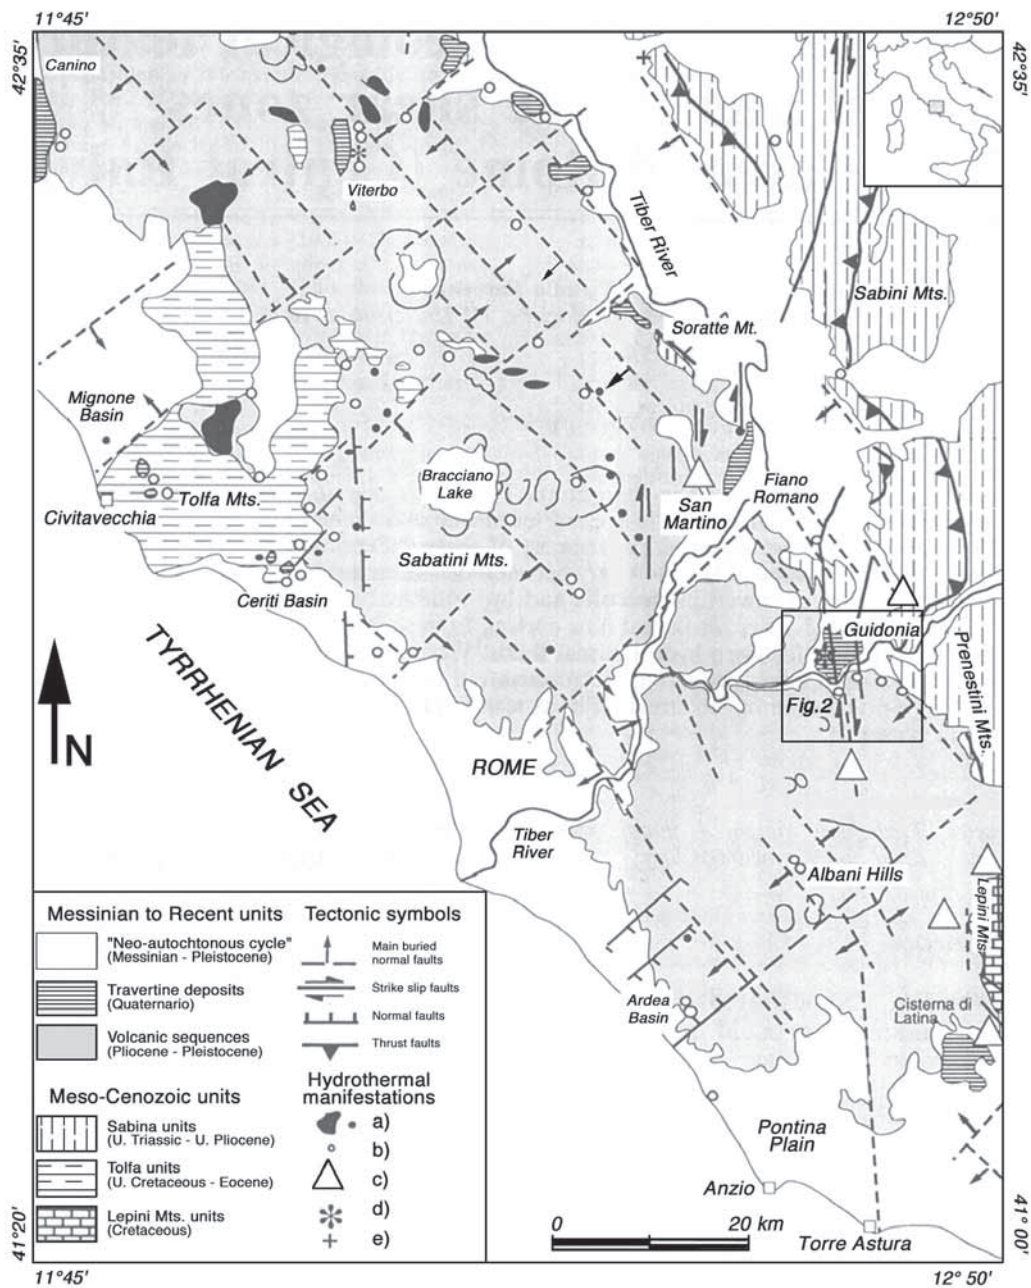 11°45'
12°50'
42°35'
42°35'
Canino
Viterbo
Tiber River
Sabini Mts.
Soratte Mt.
Mignone
Basin
Bracciano
Lake
Fiano
Romano
Tolfa Mts.
San
Martino
Civitavecchia
Sabatini Mts.
Ceriti Basin
Guidonia
Prenestini Mts.
Fig.2
TYRRHENIAN SEA
N
ROME
Tiber
River
Albani Hills
Lepini Mts.
Ardea
Basin
Cisterna di
Latina
Pontina
Plain
Anzio
Torre Astura
0 20 km
Messinian to Recent units
"Neo-autochtonous cycle"
(Messinian - Pleistocene)
Travertine deposits
(Quaternario)
Volcanic sequences
(Pliocene - Pleistocene)
Meso-Cenozoic units
Sabina units
(U. Triassic - U. Pliocene)
Tolfa units
(U. Cretaceous - Eocene)
Lepini Mts. units
(Cretaceous)
Tectonic symbols
Main buried
normal faults
Strike slip faults
Normal faults
Thrust faults
Hydrothermal
manifestations
a)
b)
c)
d)
e)
41°20'
41° 00'
11°45'
12° 50'